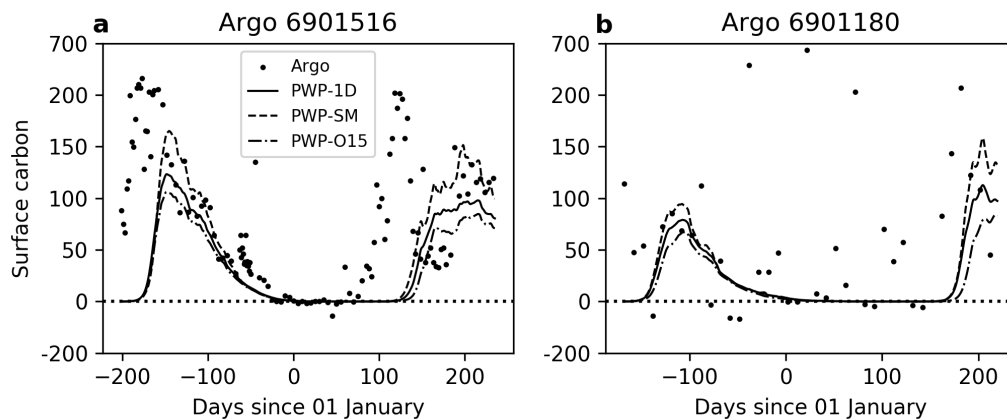 a Argo 6901516
b Argo 6901180
Surface carbon
700
200
150
100
50
0
-200
Argo
PWP-1D
PWP-SM
PWP-O15
−200 −100 0 100 200
Days since 01 January
700
200
150
100
50
0
-200
−100 0 100 200
Days since 01 January